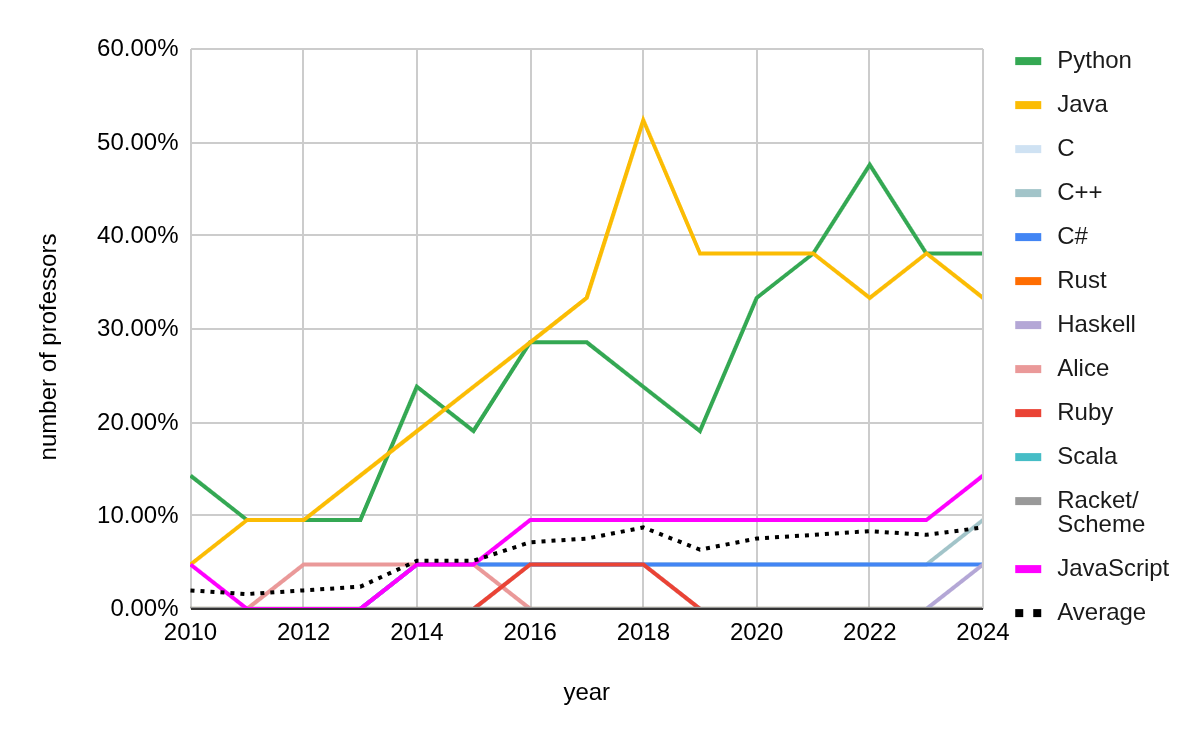 60.00%
50.00%
40.00%
30.00%
20.00%
10.00%
0.00%
number of professors
2010 2012 2014 2016 2018 2020 2022 2024
year
Python
Java
C
C++
C#
Rust
Haskell
Alice
Ruby
Scala
Racket/
Scheme
JavaScript
Average